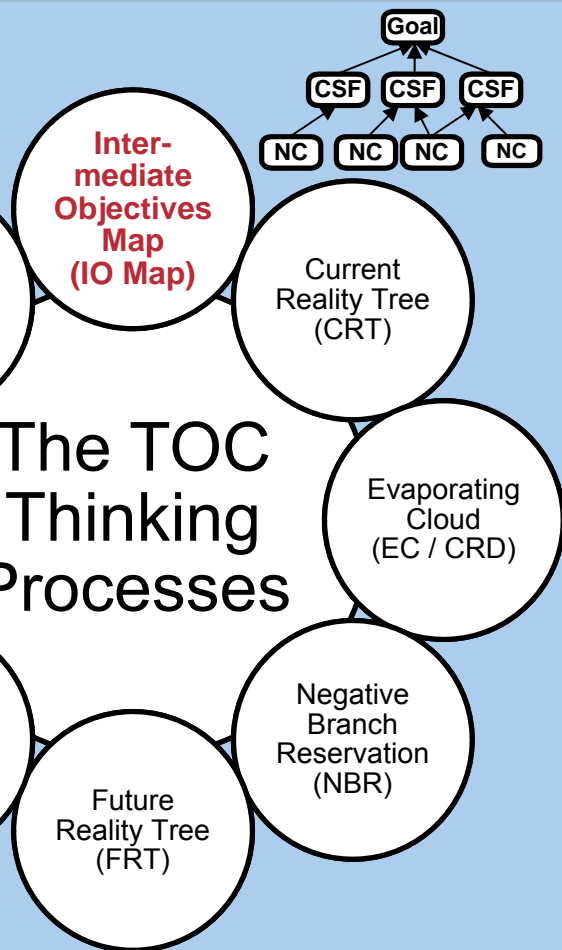 Goal
CSF CSF CSF
NC NC NC NC
Inter-
mediate
Objectives
Map
(IO Map)
Current
Reality Tree
(CRT)
The TOC
Thinking
Processes
Evaporating
Cloud
(EC / CRD)
Negative
Branch
Reservation
(NBR)
Future
Reality Tree
(FRT)